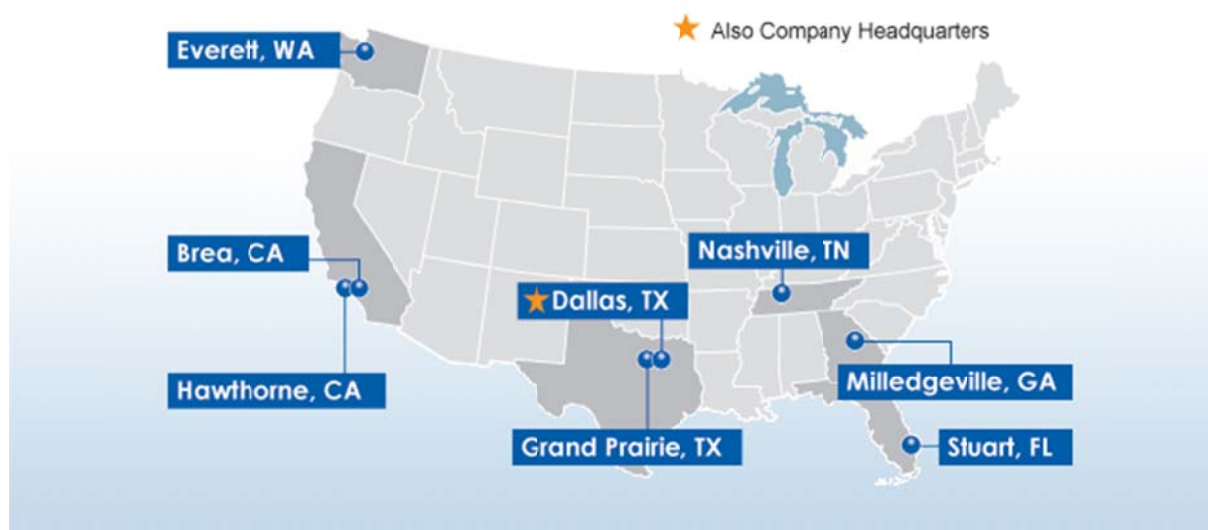 Also Company Headquarters
Everett, WA
Brea, CA
Nashville, TN
Dallas, TX
Hawthorne, CA
Milledgeville, GA
Grand Prairie, TX
Stuart, FL